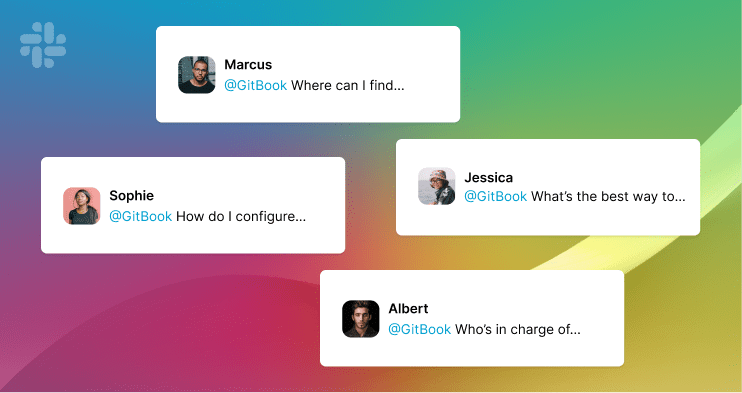 Marcus
@GitBook Where can I find...
Jessica
@GitBook What’s the best way to...
Sophie
@GitBook How do I configure...
Albert
@GitBook Who’s in charge of...